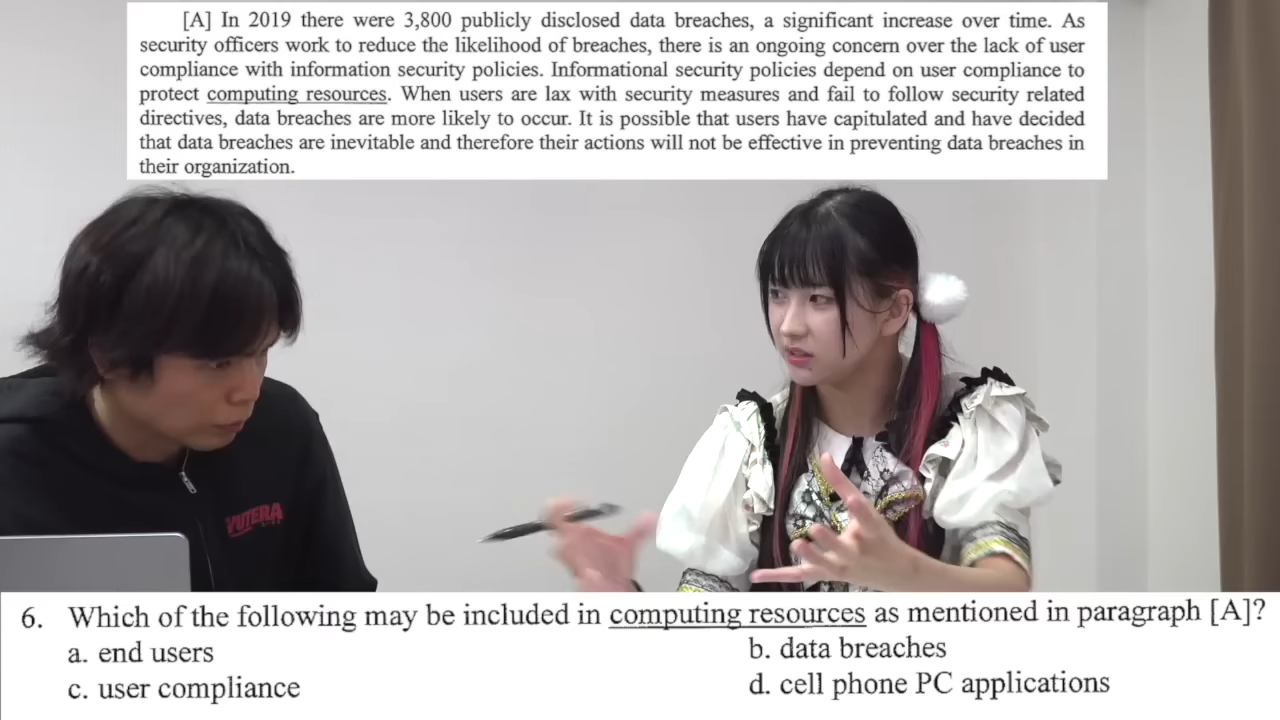 [A] In 2019 there were 3,800 publicly disclosed data breaches, a significant increase over time. As
security officers work to reduce the likelihood of breaches, there is an ongoing concern over the lack of user
compliance with information security policies. Informational security policies depend on user compliance to
protect computing resources. When users are lax with security measures and fail to follow security related
directives, data breaches are more likely to occur. It is possible that users have capitulated and have decided
that data breaches are inevitable and therefore their actions will not be effective in preventing data breaches in
their organization.
YUTERA
6. Which of the following may be included in computing resources as mentioned in paragraph [A]?
a. end users b. data breaches
c. user compliance d. cell phone PC applications